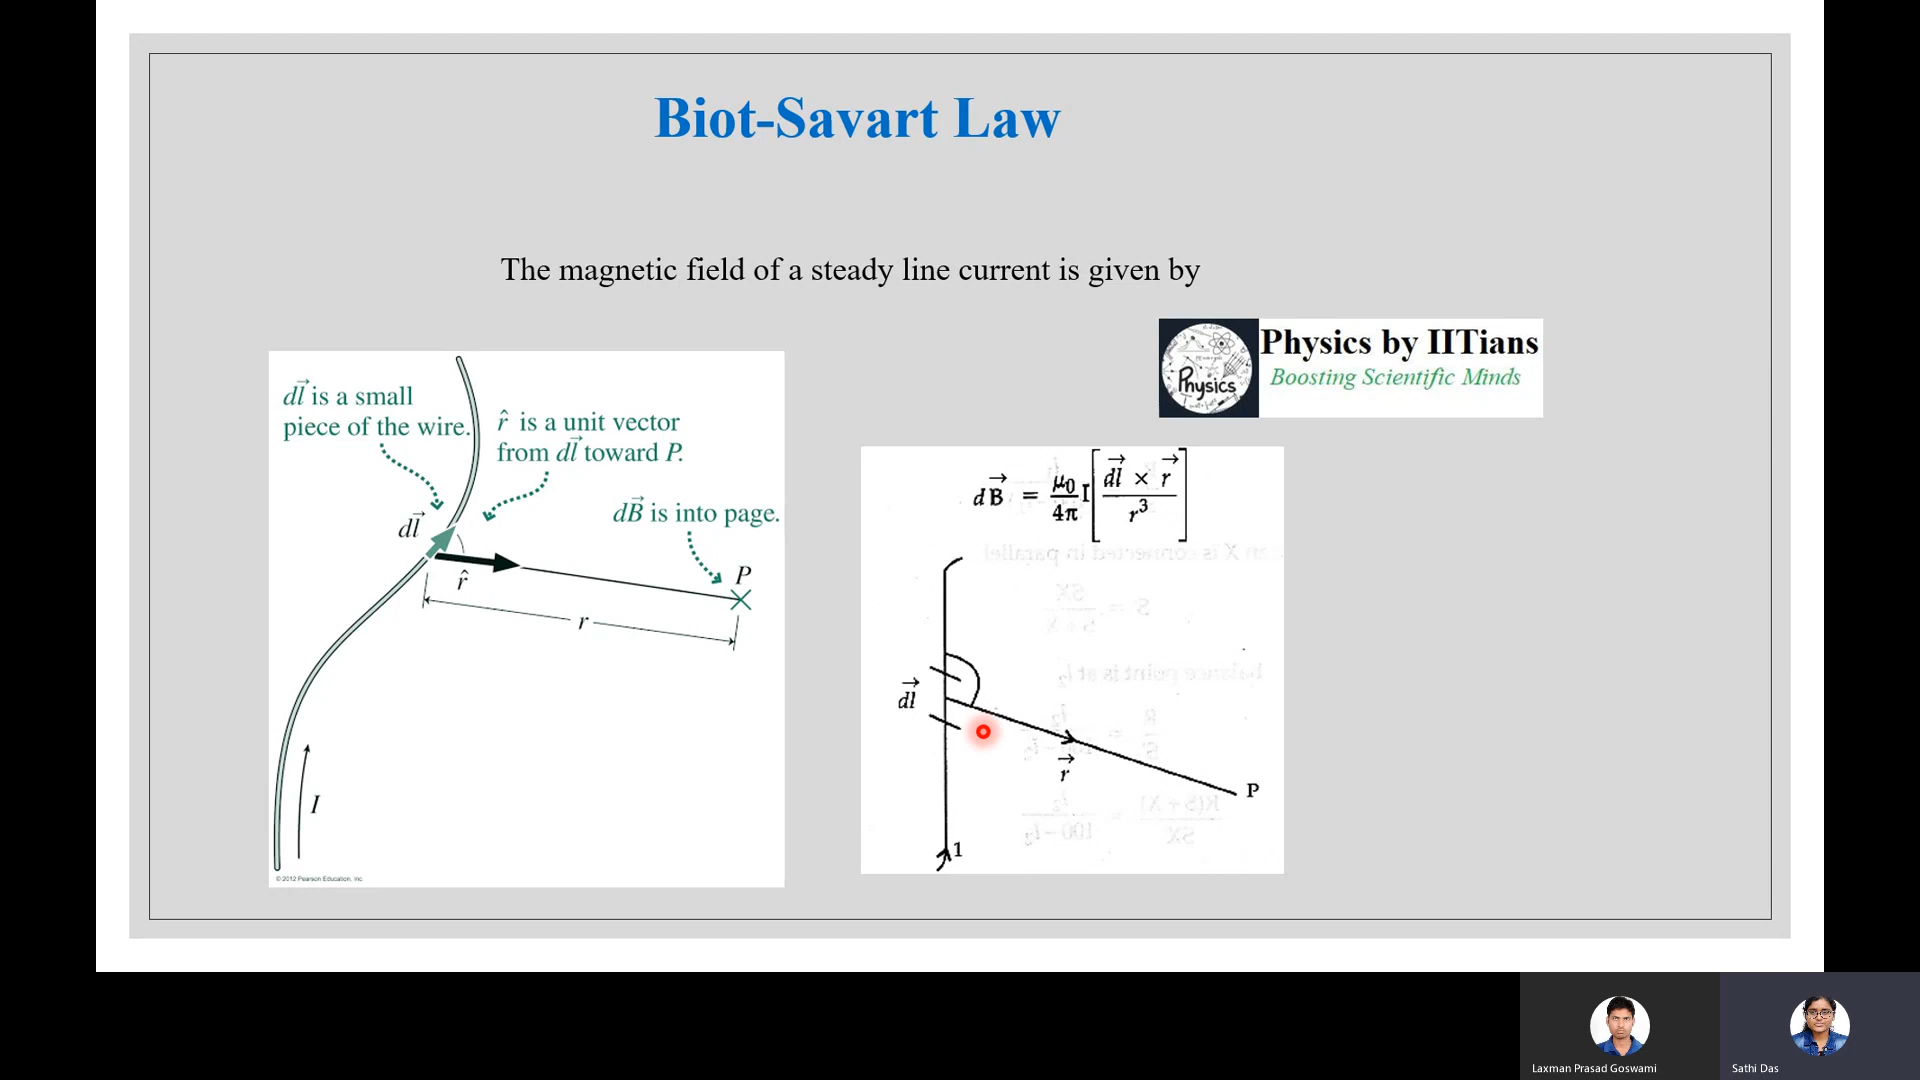 Biot-Savart Law
The magnetic field of a steady line current is given by
Physics by IITians
Boosting Scientific Minds
Physics
dl⃗ is a small
piece of the wire.
r̂ is a unit vector
from dl⃗ toward P.
dB⃗ is into page.
dl⃗
r̂
P
r
I
© 2012 Pearson Education, Inc
dB⃗ = μ0/4π I [dl⃗ × r⃗ / r³]
dl⃗
r⃗
P
1
Laxman Prasad Goswami
Sathi Das